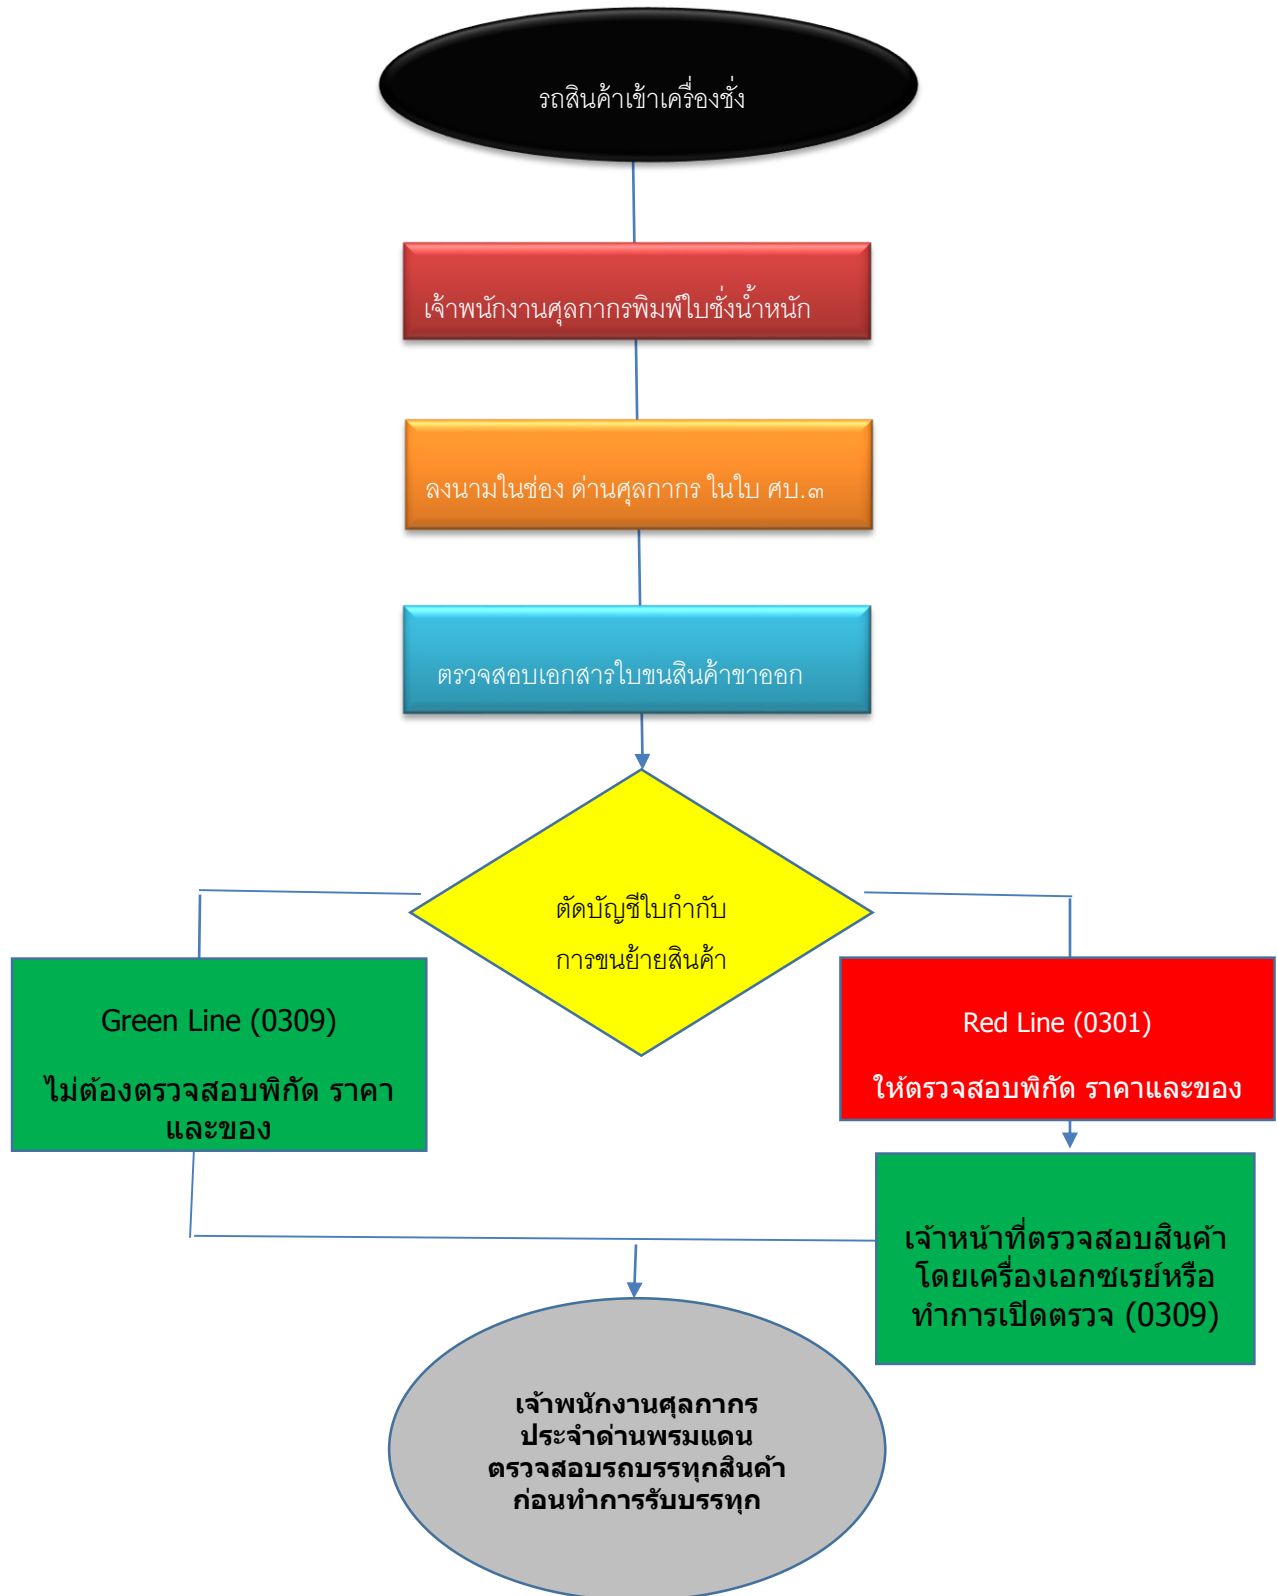 รถสินค้าเข้าเครื่องชั่ง
เจ้าพนักงานศุลกากรพิมพ์ใบชั่งน้ำหนัก
ลงนามในช่อง ด่านศุลกากร ในใบ ศบ.๓
ตรวจสอบเอกสารใบขนสินค้าขาออก
ตัดบัญชีใบกำกับ
การขนย้ายสินค้า
Green Line (0309)
ไม่ต้องตรวจสอบพิกัด ราคา
และของ
Red Line (0301)
ให้ตรวจสอบพิกัด ราคาและของ
เจ้าหน้าที่ตรวจสอบสินค้า
โดยเครื่องเอกซเรย์หรือ
ทำการเปิดตรวจ (0309)
เจ้าพนักงานศุลกากร
ประจำด่านพรมแดน
ตรวจสอบรถบรรทุกสินค้า
ก่อนทำการรับบรรทุก